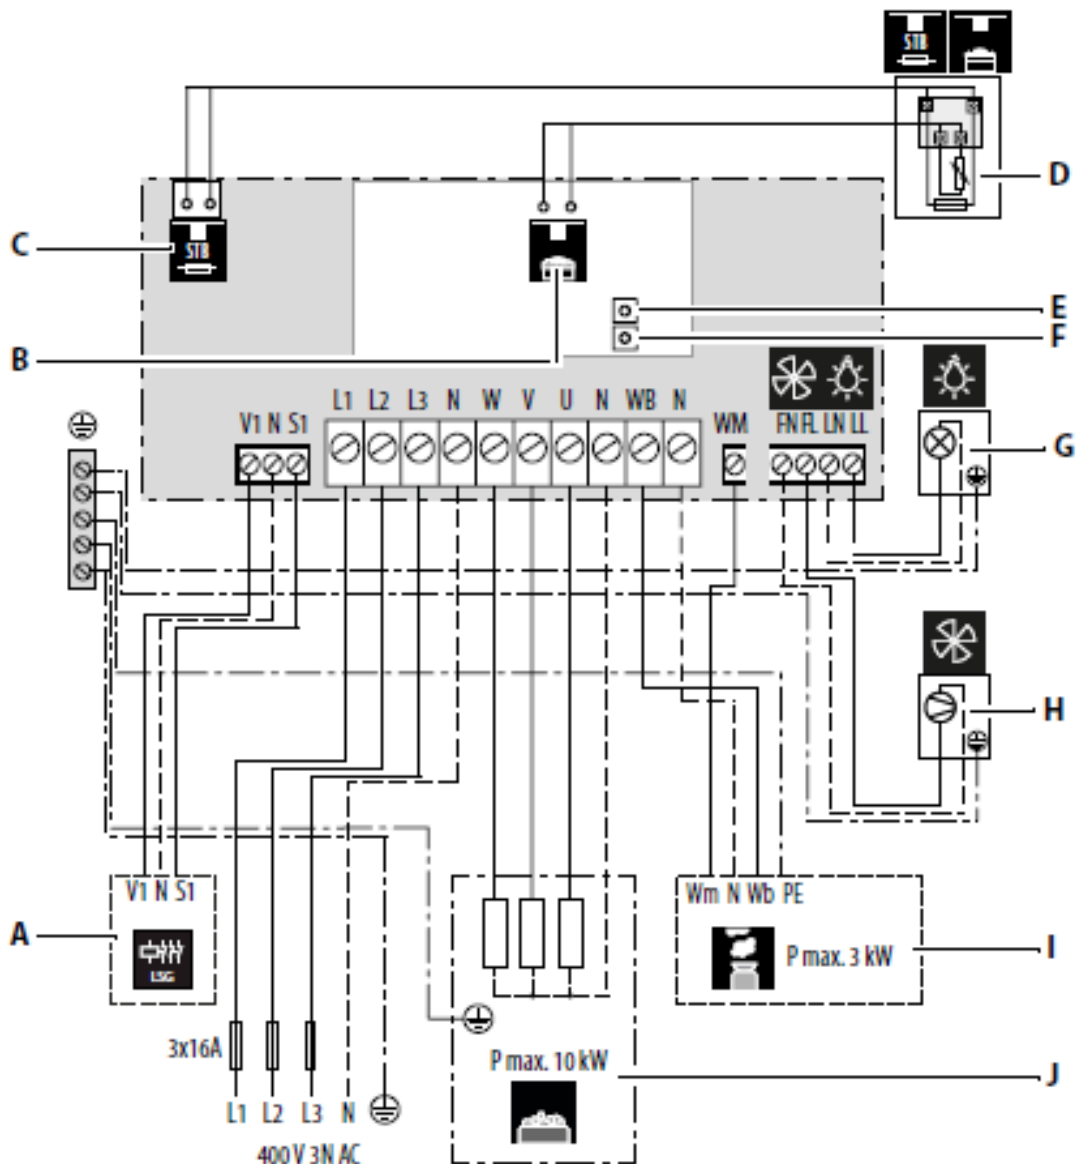 STB
D
C
STB
E
F
B
L1 L2 L3 N W V U N WB N
V1 N S1
WM
FN FL LN LL
G
H
V1 N S1
Wm N Wb PE
A
LSG
P max. 3 kW
I
3x16A
P max. 10 kW
J
L1 L2 L3 N
400 V 3N AC